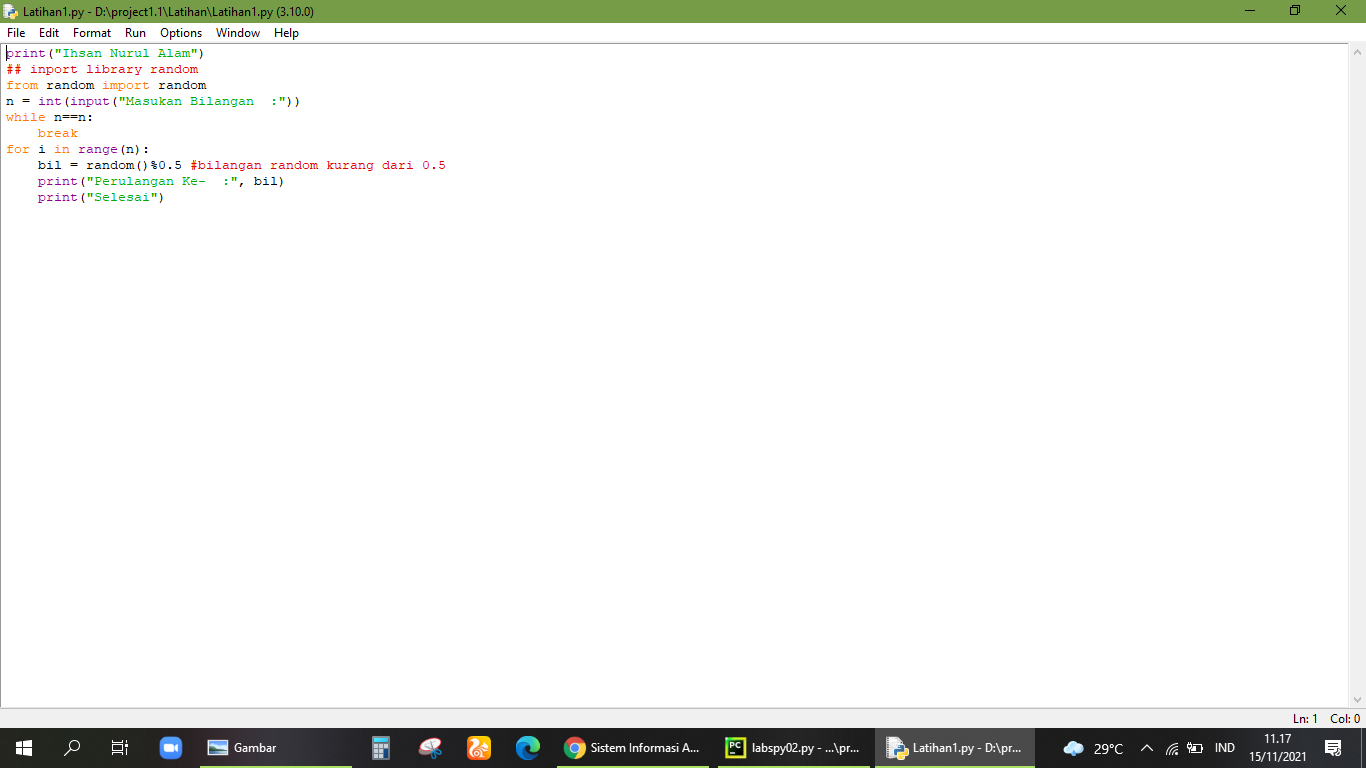 Latihan1.py - D:\project1.1\Latihan\Latihan1.py (3.10.0)
File Edit Format Run Options Window Help
print("Ihsan Nurul Alam")
## inport library random
from random import random
n = int(input("Masukan Bilangan  :"))
while n==n:
    break
for i in range(n):
    bil = random()%0.5 #bilangan random kurang dari 0.5
    print("Perulangan Ke-  :", bil)
    print("Selesai")
Ln: 1 Col: 0
Gambar
Sistem Informasi A...
PC
labspy02.py - ...\pr...
Latihan1.py - D:\pr...
29°C
IND
11.17
15/11/2021